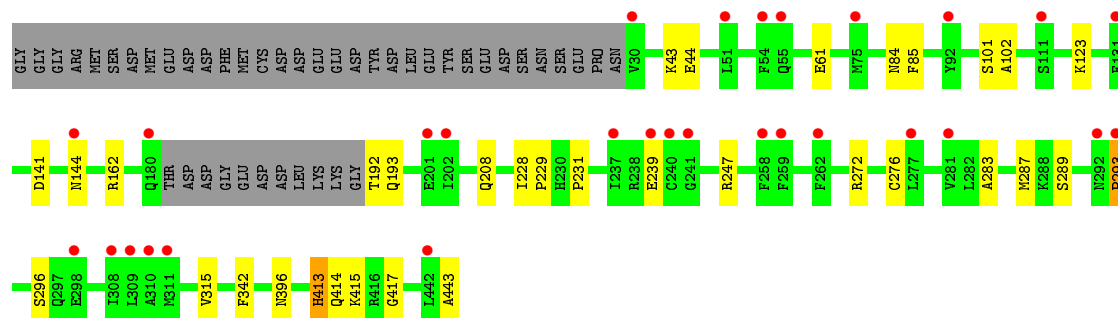 GLY GLY GLY ARG MET SER ASP ASP MET GLU ASP ASP PHE MET CYS ASP ASP GLU GLU ASP TYR ASP LEU GLU TYR SER GLU ASP SER ASN SER GLU PRO ASN V30 K43 E44 L51 F54 Q55 E61 M75 N84 F85 Y92 S101 A102 S111 K123 E131
D141 N144 R162 Q180 THR ASP ASP GLY GLU ASP ASP LEU LYS LYS GLY T192 Q193 E201 I202 Q208 I228 P229 H230 P231 I237 R238 E239 C240 G241 R247 F258 F259 F262 R272 C276 L277 V281 L282 A283 M287 K288 S289 N292
S296 Q297 E298 I308 L309 A310 M311 V315 F342 N396 H413 Q414 K415 R416 G417 L442 A443